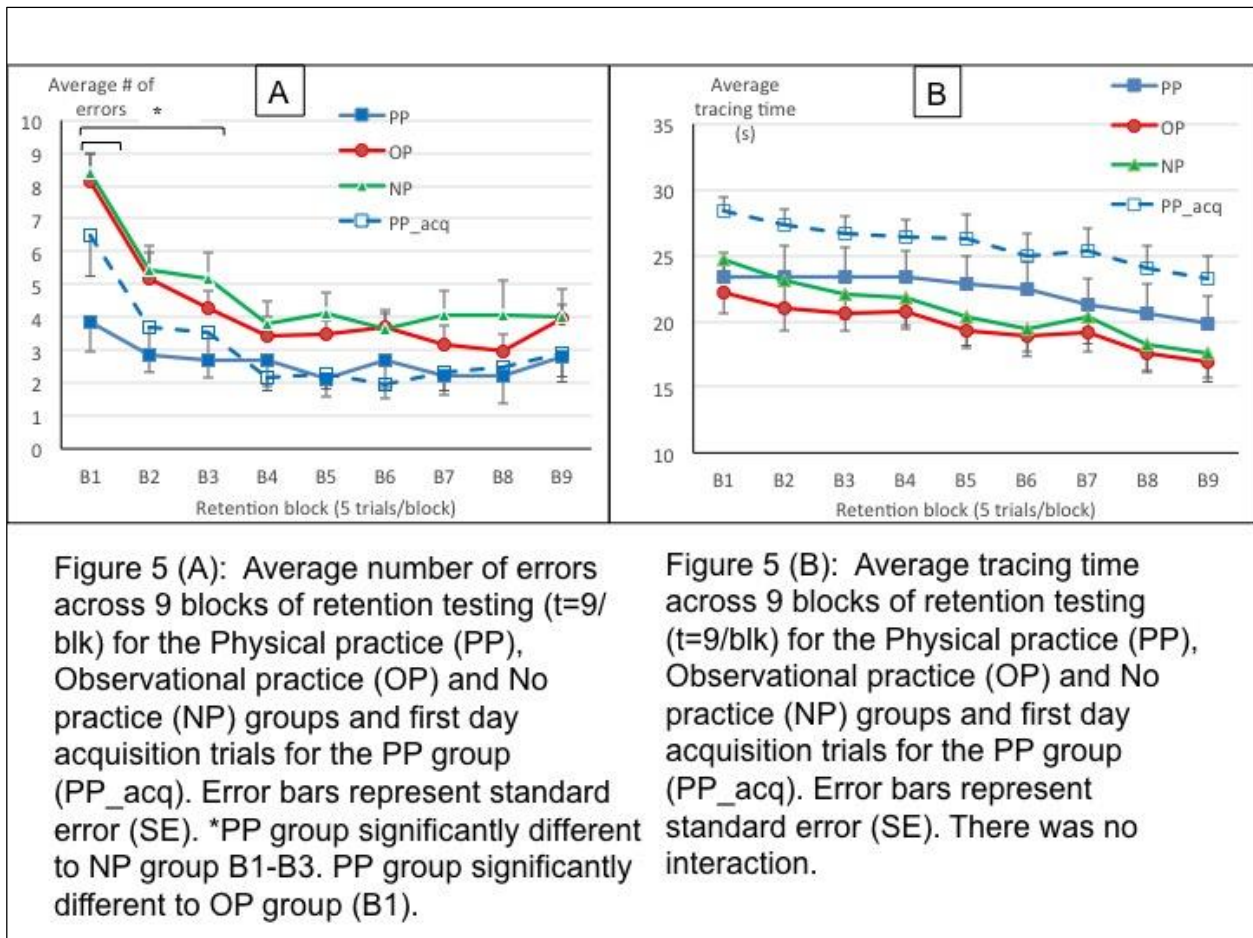 Average # of
errors
*
A
PP
OP
NP
PP_acq
10
9
8
7
6
5
4
3
2
1
0
B1 B2 B3 B4 B5 B6 B7 B8 B9
Retention block (5 trials/block)
Average
tracing time
(s)
B
PP
OP
NP
PP_acq
35
30
25
20
15
10
B1 B2 B3 B4 B5 B6 B7 B8 B9
Retention block (5 trials/block)
Figure 5 (A): Average number of errors
across 9 blocks of retention testing (t=9/
blk) for the Physical practice (PP),
Observational practice (OP) and No
practice (NP) groups and first day
acquisition trials for the PP group
(PP_acq). Error bars represent standard
error (SE). *PP group significantly different
to NP group B1-B3. PP group significantly
different to OP group (B1).
Figure 5 (B): Average tracing time
across 9 blocks of retention testing
(t=9/blk) for the Physical practice (PP),
Observational practice (OP) and No
practice (NP) groups and first day
acquisition trials for the PP group
(PP_acq). Error bars represent
standard error (SE). There was no
interaction.